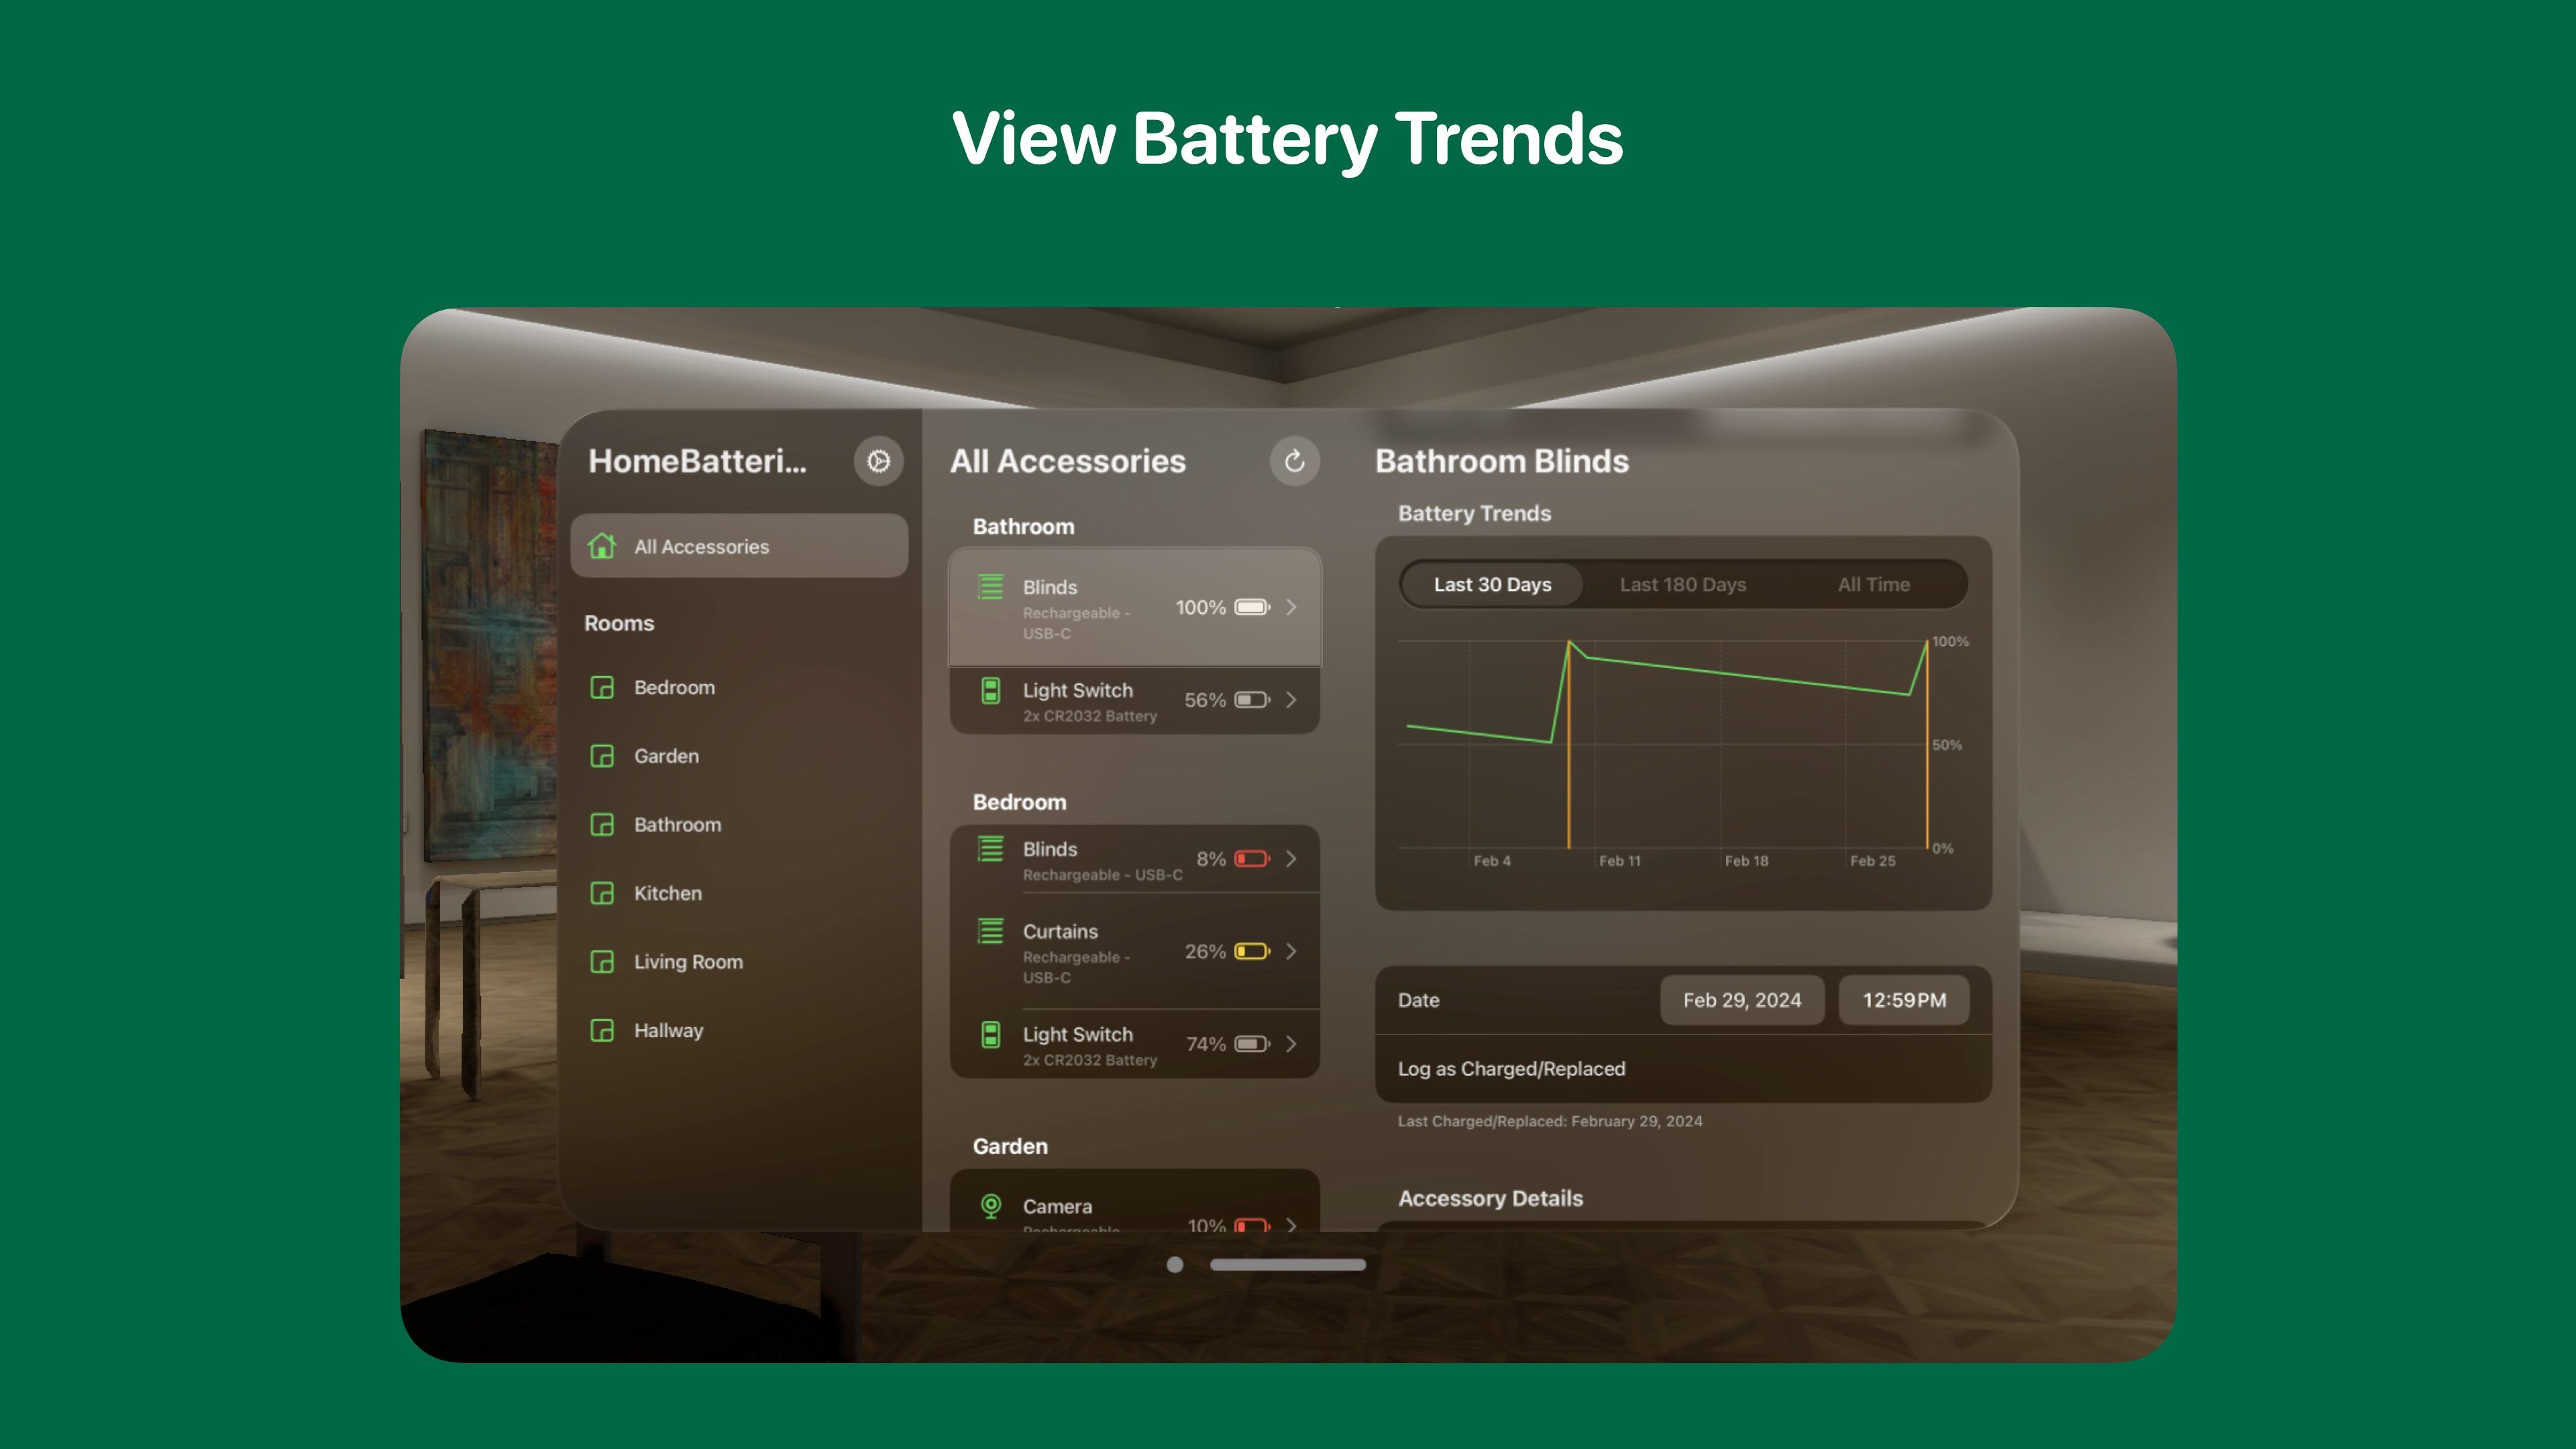 View Battery Trends
HomeBatteri...
All Accessories
Rooms
Bedroom
Garden
Bathroom
Kitchen
Living Room
Hallway
All Accessories
Bathroom
Blinds
Rechargeable -
USB-C
100%
Light Switch
2x CR2032 Battery
56%
Bedroom
Blinds
Rechargeable - USB-C
8%
Curtains
Rechargeable -
USB-C
26%
Light Switch
2x CR2032 Battery
74%
Garden
Camera
Rechargeable
10%
Bathroom Blinds
Battery Trends
Last 30 Days
Last 180 Days
All Time
100%
50%
0%
Feb 4
Feb 11
Feb 18
Feb 25
Date
Feb 29, 2024
12:59 PM
Log as Charged/Replaced
Last Charged/Replaced: February 29, 2024
Accessory Details